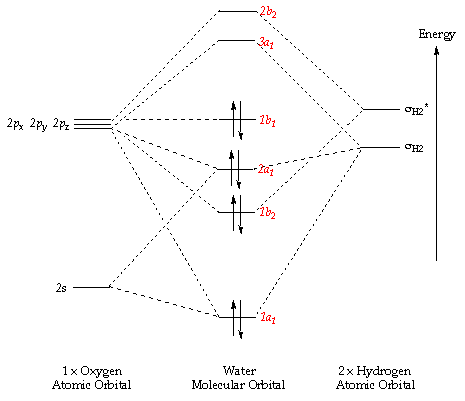 2b2
3a1
Energy
σH2*
2px 2py 2pz
1b1
σH2
2a1
1b2
2s
1a1
1 x Oxygen
Atomic Orbital
Water
Molecular Orbital
2 x Hydrogen
Atomic Orbital